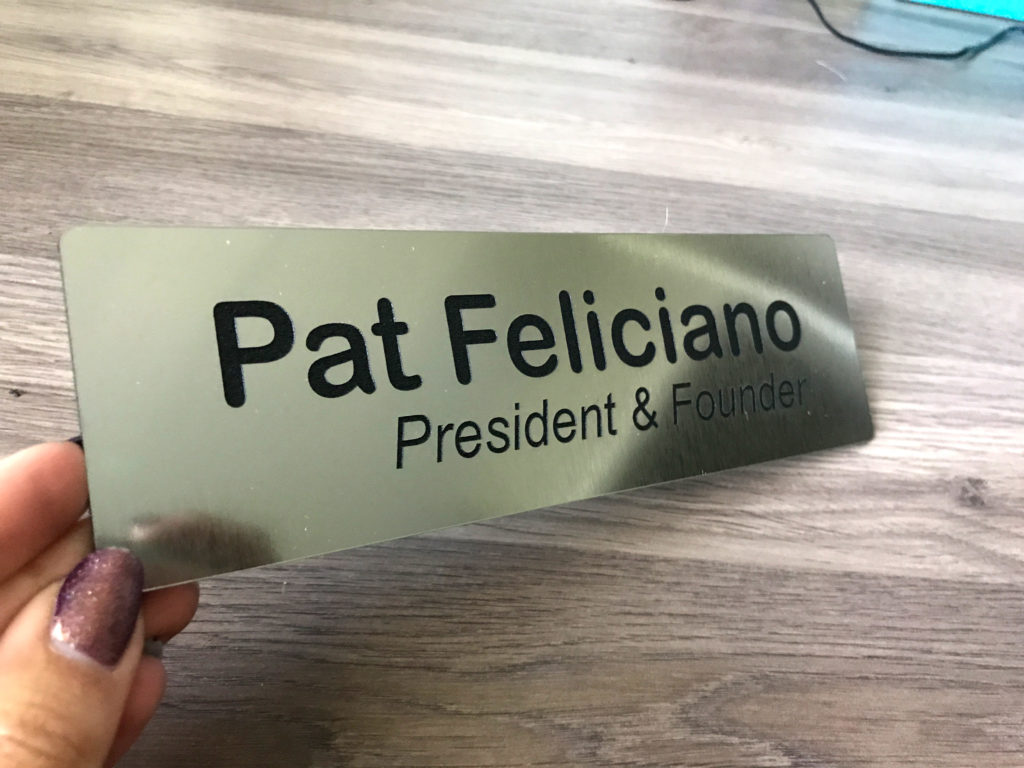 Pat Feliciano
President & Founder